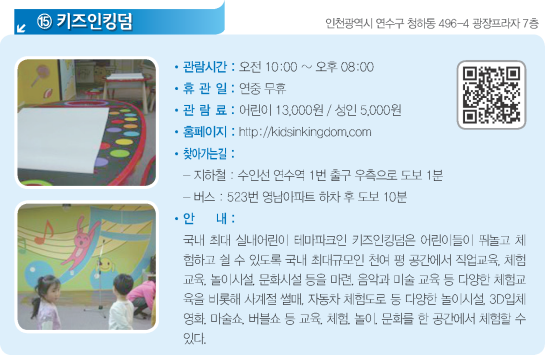 ⑮ 키즈인킹덤
인천광역시 연수구 청하동 496-4 광장프라자 7층
• 관람시간 : 오전 10:00 ~ 오후 08:00
• 휴 관 일 : 연중 무휴
• 관 람 료 : 어린이 13,000원 / 성인 5,000원
• 홈페이지 : http://kidsinkingdom.com
• 찾아가는길 :
– 지하철 : 수인선 연수역 1번 출구 우측으로 도보 1분
– 버스 : 523번 영남아파트 하차 후 도보 10분
• 안 내 :
국내 최대 실내어린이 테마파크인 키즈인킹덤은 어린이들이 뛰놀고 체
험하고 쉴 수 있도록 국내 최대규모인 천여 평 공간에서 직업교육, 체험
교육, 놀이시설, 문화시설 등을 마련, 음악과 미술 교육 등 다양한 체험교
육을 비롯해 사계절 썰매, 자동차 체험도로 등 다양한 놀이시설, 3D입체
영화, 미술쇼, 버블쇼 등 교육, 체험, 놀이, 문화를 한 공간에서 체험할 수
있다.